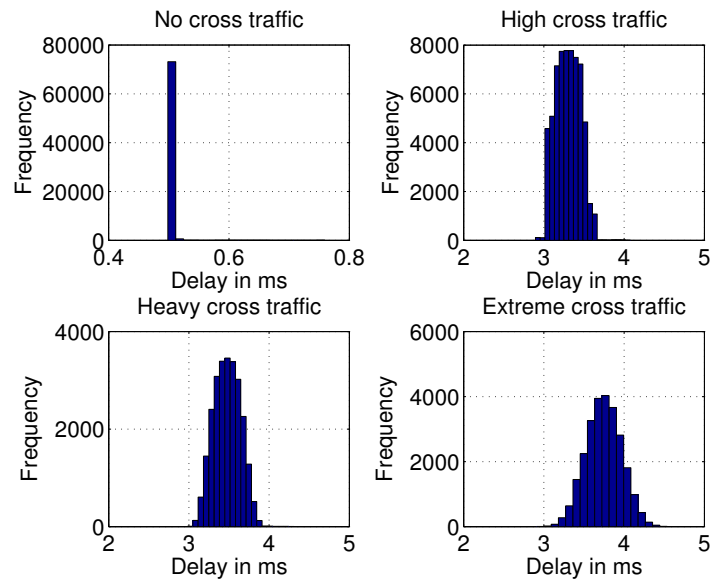 No cross traffic
80000
60000
40000
20000
0
Frequency
0.4 0.6 0.8
Delay in ms
High cross traffic
8000
6000
4000
2000
0
Frequency
2 3 4 5
Delay in ms
Heavy cross traffic
4000
2000
0
Frequency
2 3 4 5
Delay in ms
Extreme cross traffic
6000
4000
2000
0
Frequency
2 3 4 5
Delay in ms